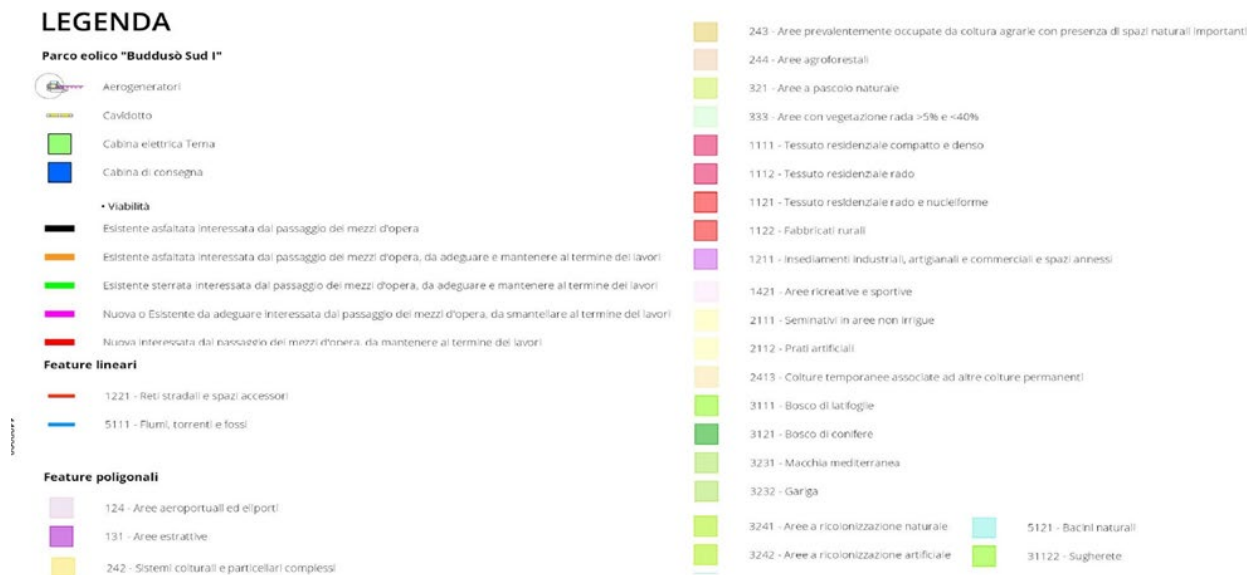 LEGENDA
Parco eolico "Buddusò Sud I"
Aerogeneratori
Cavidotto
Cabina elettrica Terna
Cabina di consegna
• Viabilità
Esistente asfaltata interessata dal passaggio dei mezzi d'opera
Esistente asfaltata interessata dal passaggio dei mezzi d'opera, da adeguare e mantenere al termine dei lavori
Esistente sterrata interessata dal passaggio dei mezzi d'opera, da adeguare e mantenere al termine dei lavori
Nuova o Esistente da adeguare interessata dal passaggio dei mezzi d'opera, da smantellare al termine dei lavori
Nuova interessata dal passaggio dei mezzi d'opera, da mantenere al termine dei lavori
Feature lineari
1221 - Reti stradali e spazi accessori
5111 - Fiumi, torrenti e fossi
Feature poligonali
124 - Aree aeroportuali ed eliporti
131 - Aree estrattive
242 - Sistemi colturali e particellari complessi
243 - Aree prevalentemente occupate da coltura agrarie con presenza di spazi naturali importanti
244 - Aree agroforestali
321 - Aree a pascolo naturale
333 - Aree con vegetazione rada >5% e <40%
1111 - Tessuto residenziale compatto e denso
1112 - Tessuto residenziale rado
1121 - Tessuto residenziale rado e nucleiforme
1122 - Fabbricati rurali
1211 - Insediamenti industriali, artigianali e commerciali e spazi annessi
1421 - Aree ricreative e sportive
2111 - Seminativi in aree non irrigue
2112 - Prati artificiali
2413 - Colture temporanee associate ad altre colture permanenti
3111 - Bosco di latifoglie
3121 - Bosco di conifere
3231 - Macchia mediterranea
3232 - Gariga
3241 - Aree a ricolonizzazione naturale
3242 - Aree a ricolonizzazione artificiale
5121 - Bacini naturali
31122 - Sugherete